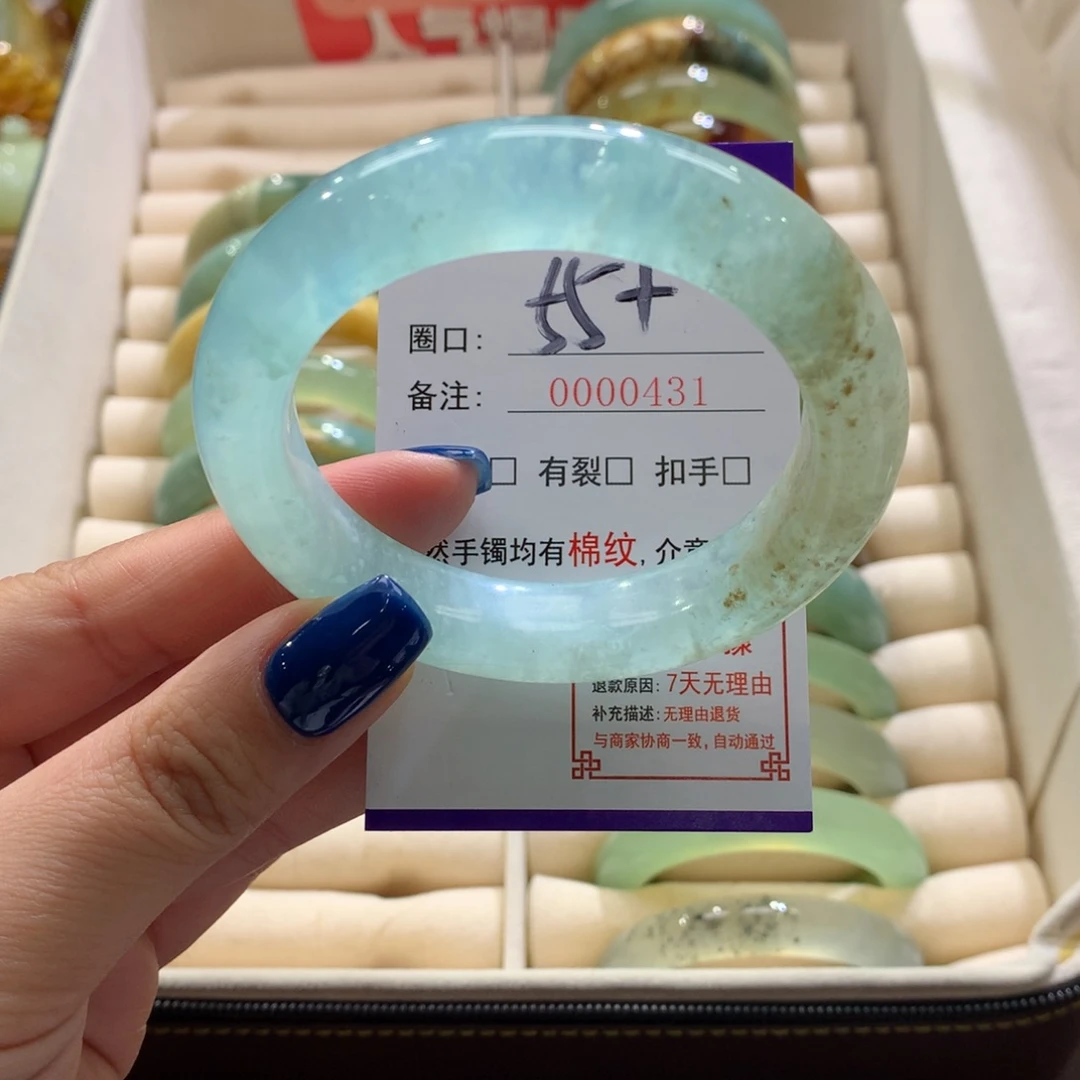 圈口: 55+
备注: 0000431
□ 有裂□ 扣手□
然手镯均有棉纹, 介意
退款原因: 7天无理由
补充描述: 无理由退货
与商家协商一致, 自动通过